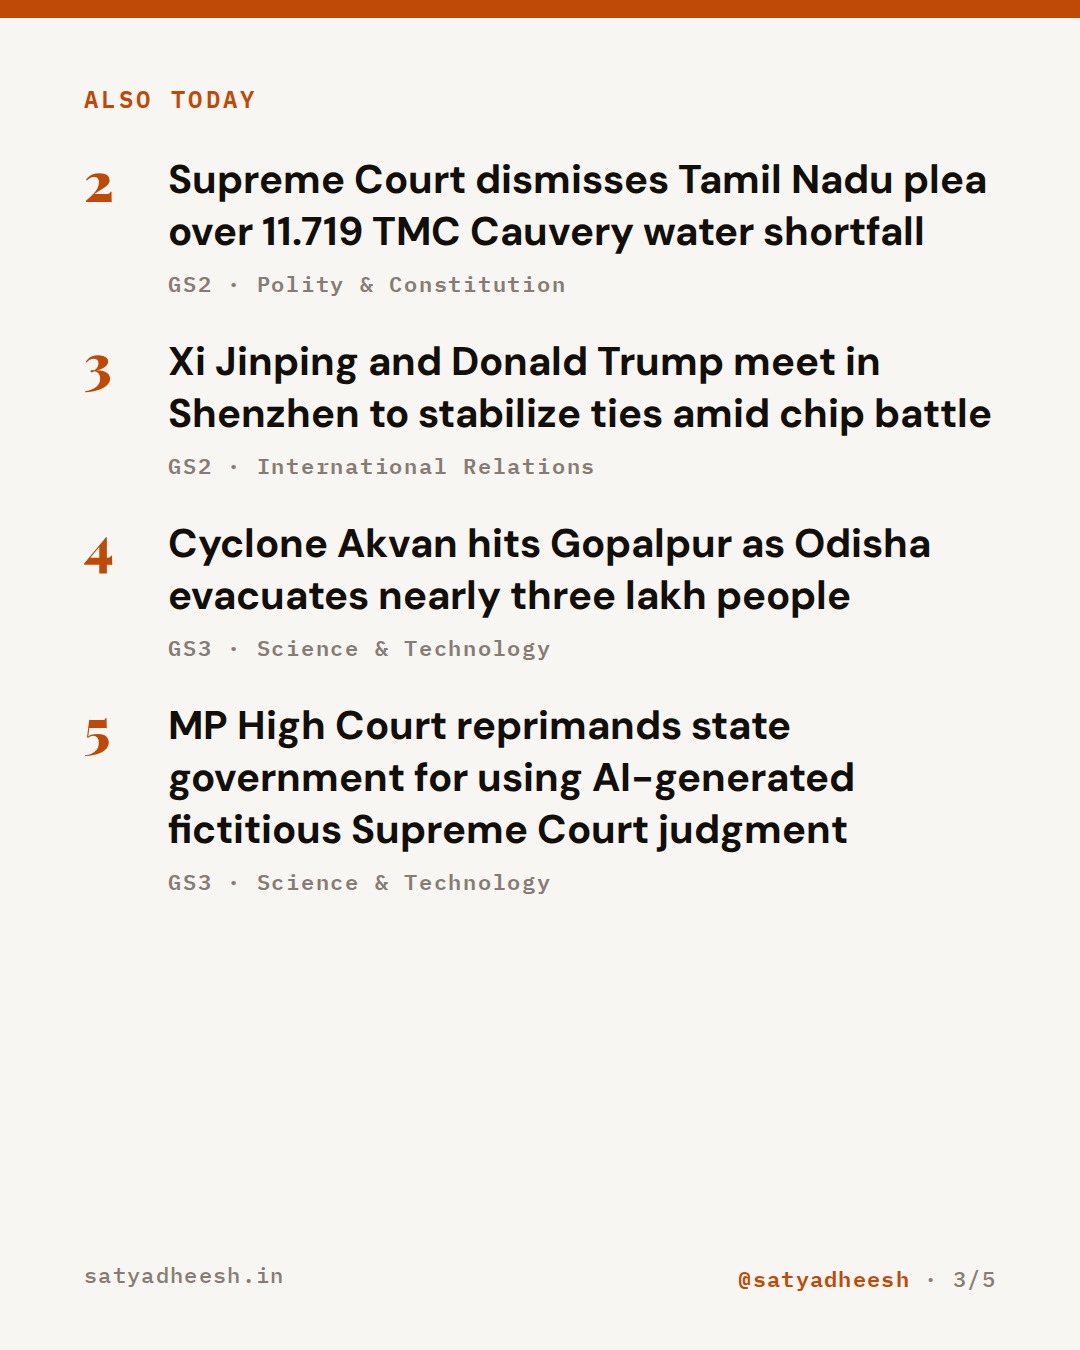 ALSO TODAY
2
Supreme Court dismisses Tamil Nadu plea
over 11.719 TMC Cauvery water shortfall
GS2 · Polity & Constitution
3
Xi Jinping and Donald Trump meet in
Shenzhen to stabilize ties amid chip battle
GS2 · International Relations
4
Cyclone Akvan hits Gopalpur as Odisha
evacuates nearly three lakh people
GS3 · Science & Technology
5
MP High Court reprimands state
government for using AI-generated
fictitious Supreme Court judgment
GS3 · Science & Technology
satyadheesh.in
@satyadheesh · 3/5